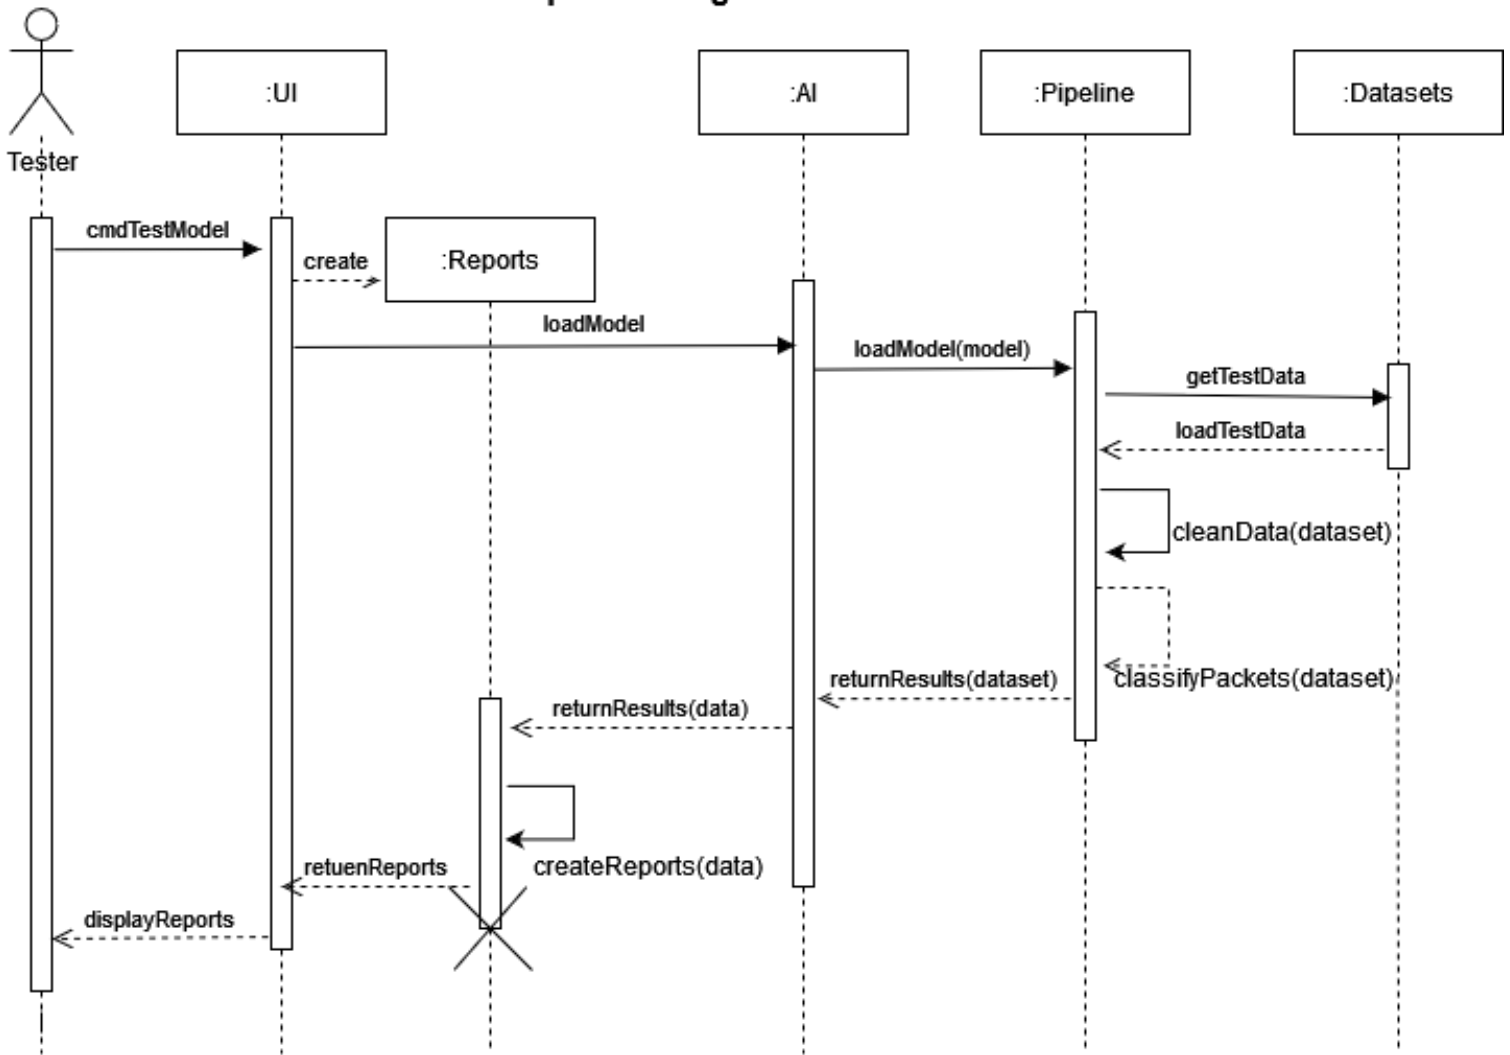 :UI
:AI
:Pipeline
:Datasets
Tester
cmdTestModel
create
:Reports
loadModel
loadModel(model)
getTestData
loadTestData
cleanData(dataset)
classifyPackets(dataset)
returnResults(dataset)
returnResults(data)
createReports(data)
retuenReports
displayReports